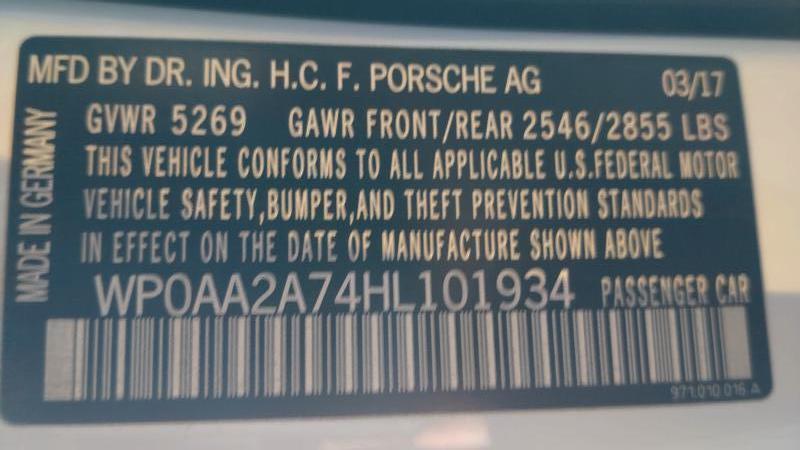 MFD BY DR. ING. H.C. F. PORSCHE AG 03/17
GVWR 5269 GAWR FRONT/REAR 2546/2855 LBS
THIS VEHICLE CONFORMS TO ALL APPLICABLE U.S.FEDERAL MOTOR
VEHICLE SAFETY,BUMPER,AND THEFT PREVENTION STANDARDS
IN EFFECT ON THE DATE OF MANUFACTURE SHOWN ABOVE
WP0AA2A74HL101934 PASSENGER CAR
971.010.016.A
MADE IN GERMANY